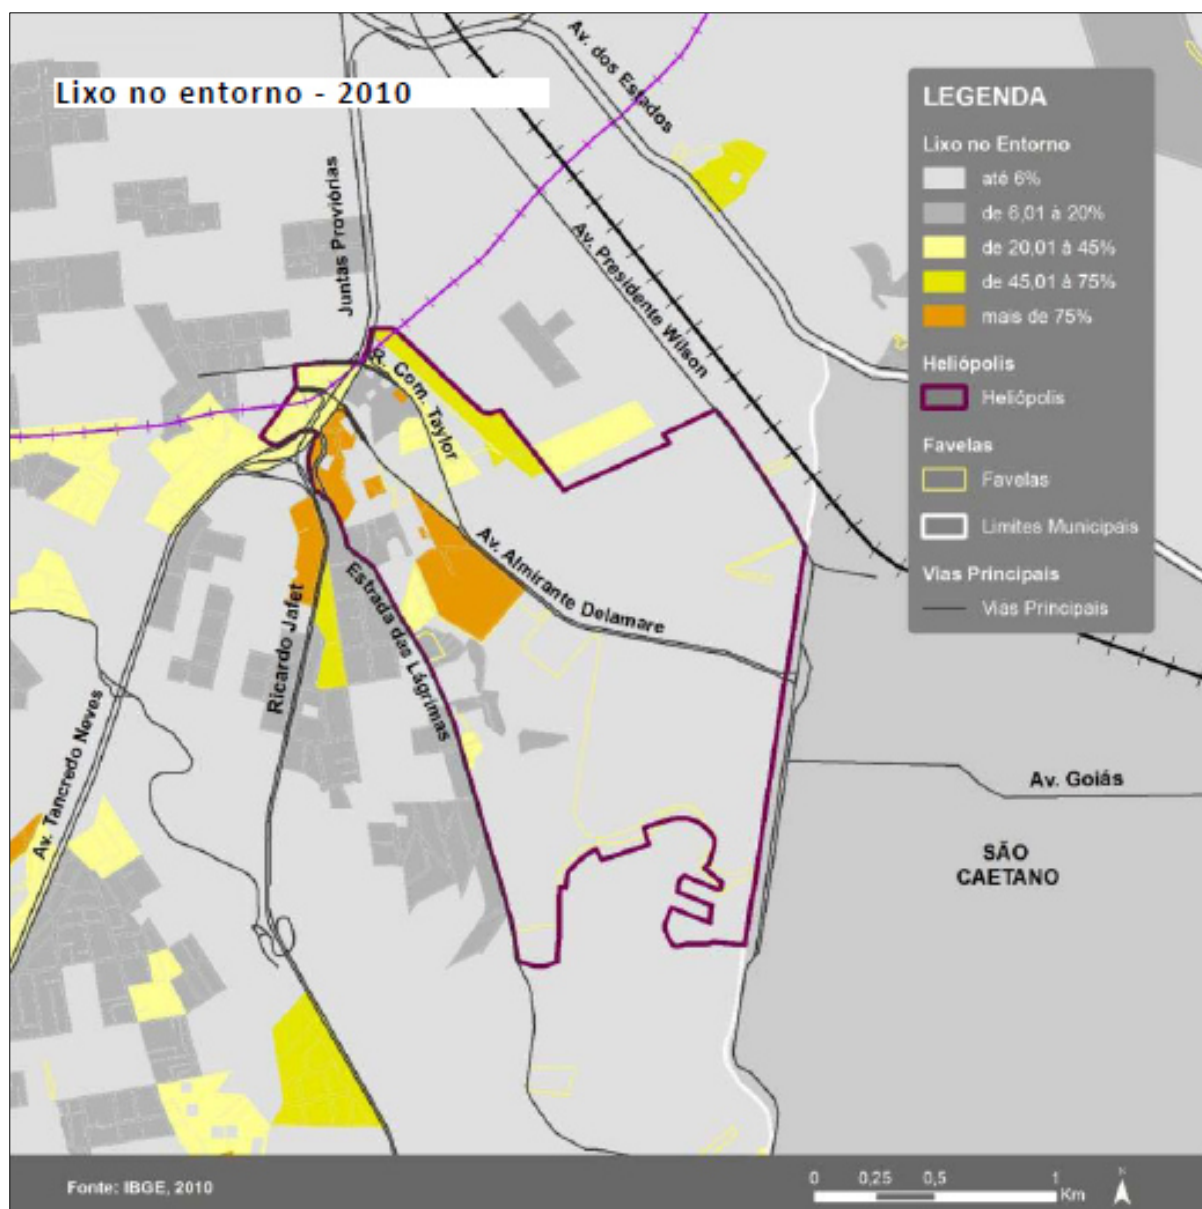 Lixo no entorno - 2010
Av. dos Estados
Juntas Proviórias
Av. Presidente Wilson
R. Com. Taylor
Av. Almirante Delamare
Estrada das Lágrimas
Ricardo Jafet
Av. Tancredo Neves
Av. Goiás
SÃO
CAETANO
LEGENDA
Lixo no Entorno
até 6%
de 6,01 à 20%
de 20,01 à 45%
de 45,01 à 75%
mais de 75%
Heliópolis
Heliópolis
Favelas
Favelas
Limites Municipais
Vias Principais
Vias Principais
Fonte: IBGE, 2010
0 0,25 0,5 1
Km
N